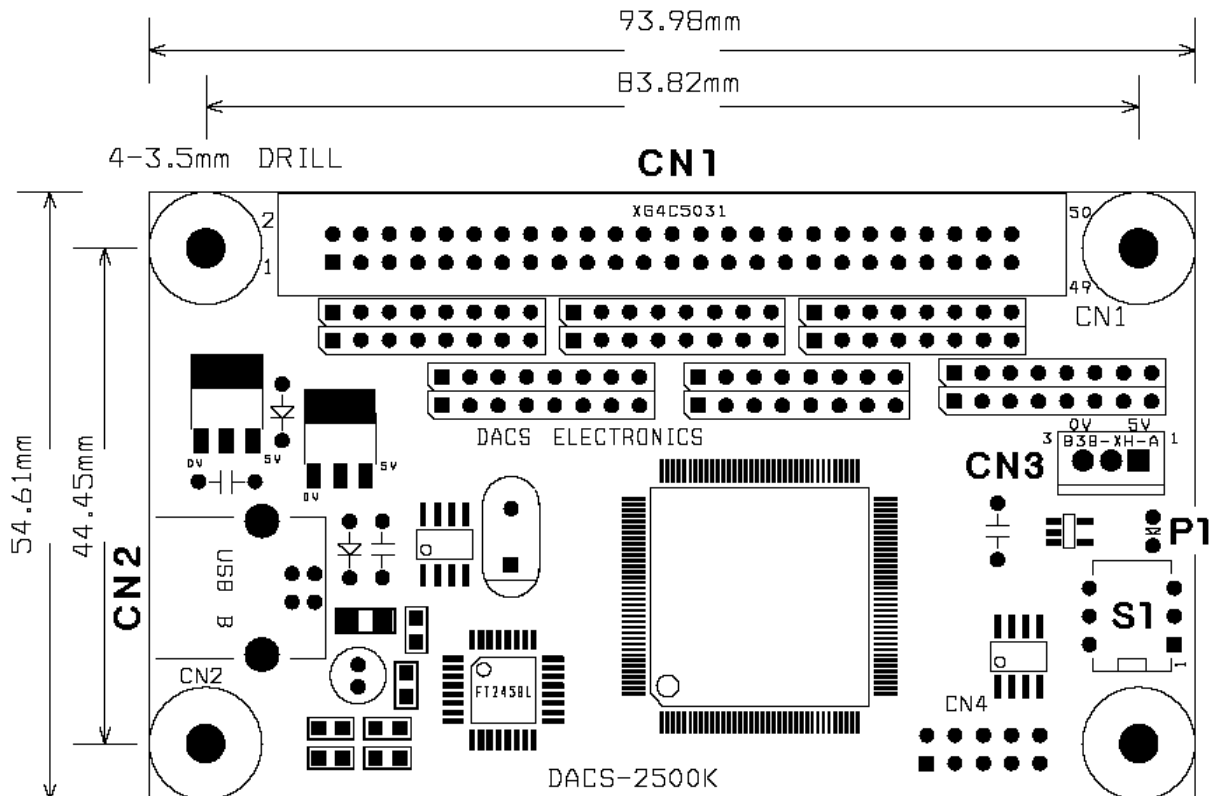 93.98mm
83.82mm
4-3.5mm DRILL
CN1
XG4C5031
2
50
1
49
CN1
DACS ELECTRONICS
0V 5V
3 B3B-XH-A 1
CN3
0V 5V
0V 5V
54.61mm
44.45mm
CN2
USB B
P1
S1
1
CN2
FT245BL
CN4
DACS-2500K